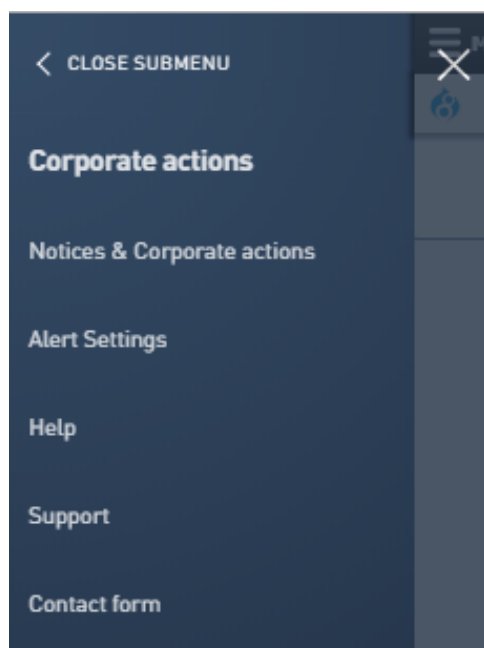 CLOSE SUBMENU
Corporate actions
Notices & Corporate actions
Alert Settings
Help
Support
Contact form